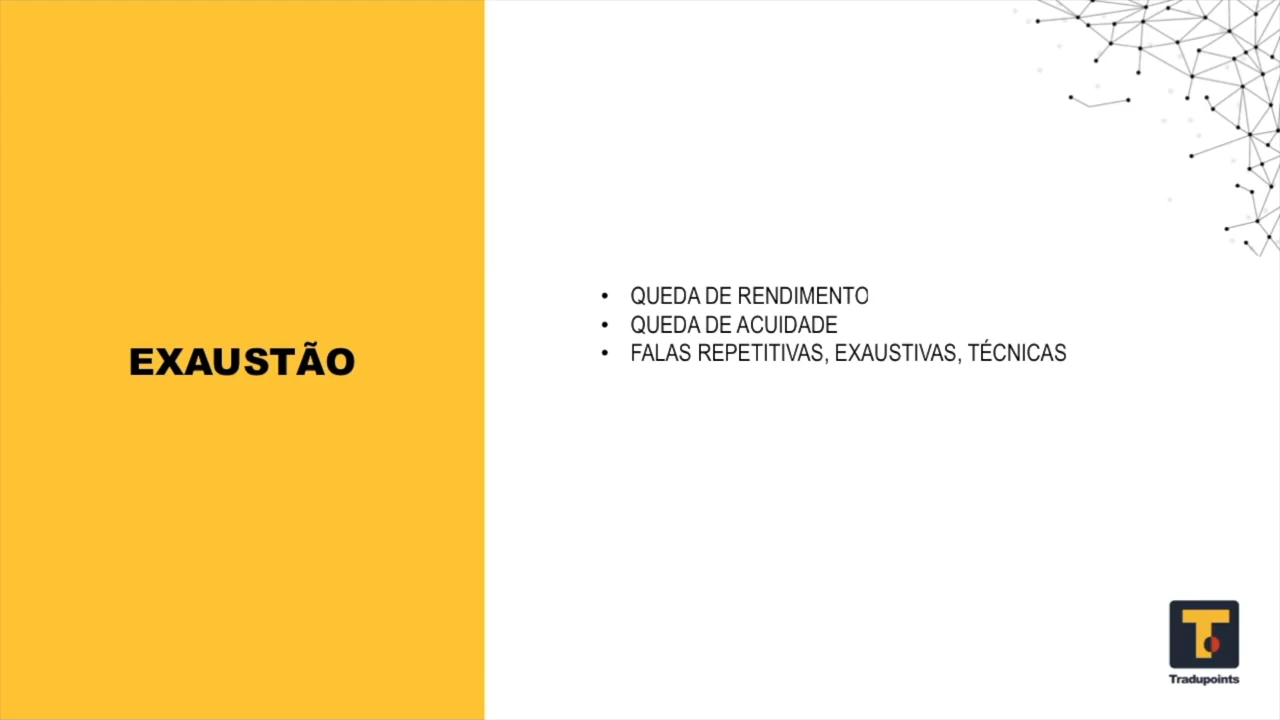 EXAUSTÃO
• QUEDA DE RENDIMENTO
• QUEDA DE ACUIDADE
• FALAS REPETITIVAS, EXAUSTIVAS, TÉCNICAS
T
Tradupoints